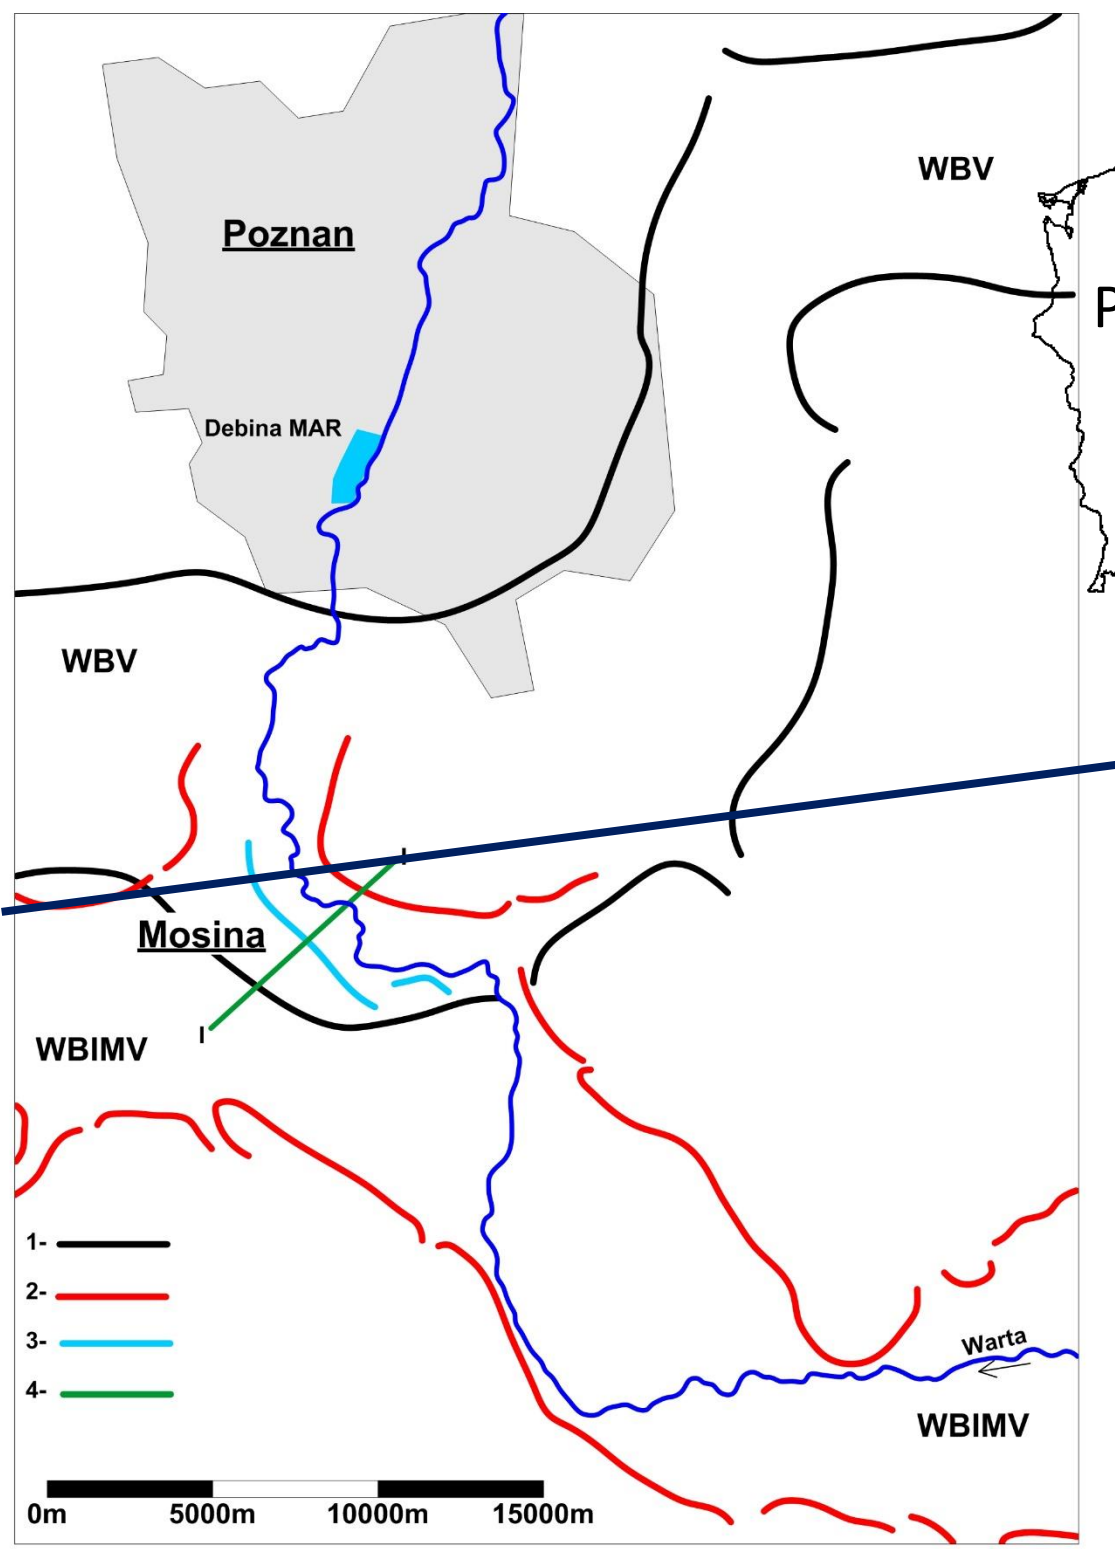 WBV
Poznan
P
Debina MAR
WBV
I
Mosina
I
WBIMV
1-
2-
3-
4-
Warta
WBIMV
0m 5000m 10000m 15000m